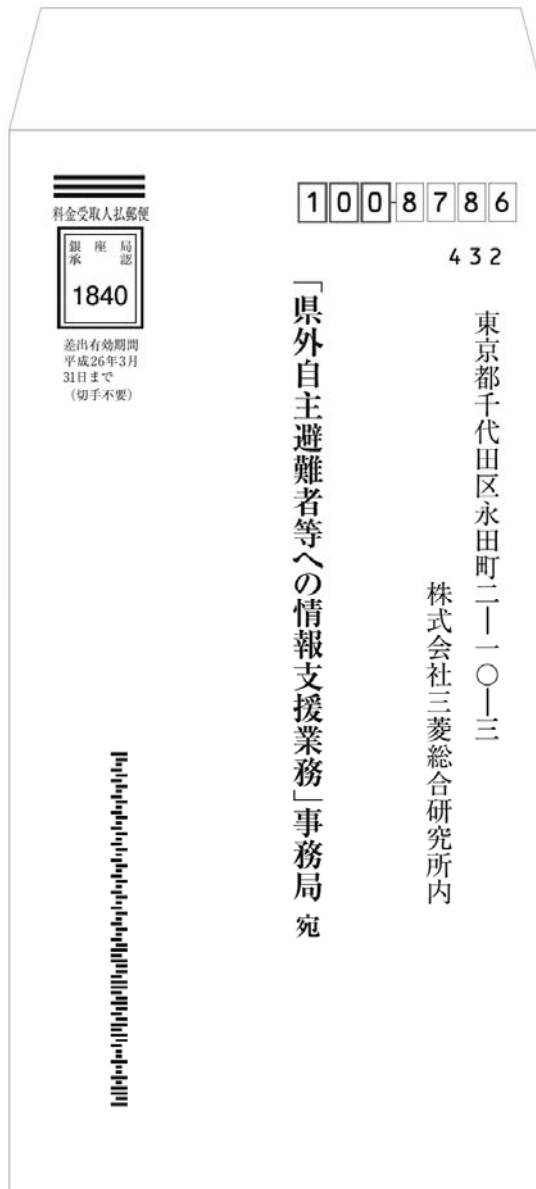 料金受取人払郵便
銀座局
承認
1840
差出有効期間
平成26年3月
31日まで
(切手不要)
100-8786
432
東京都千代田区永田町二―一〇―三
株式会社三菱総合研究所内
「県外自主避難者等への情報支援業務」事務局 宛